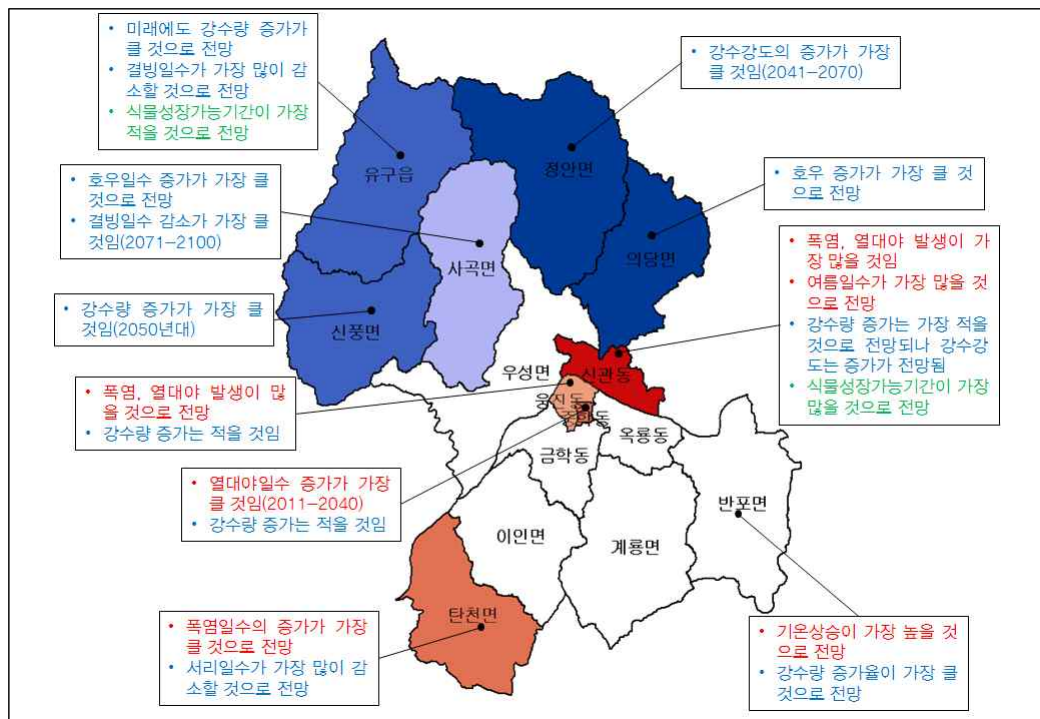 • 미래에도 강수량 증가가
클 것으로 전망
• 결빙일수가 가장 많이 감
소할 것으로 전망
• 식물성장가능기간이 가장
적을 것으로 전망
• 강수강도의 증가가 가장
클 것임(2041-2070)
• 호우일수 증가가 가장 클
것으로 전망
• 결빙일수 감소가 가장 클
것임(2071-2100)
• 호우 증가가 가장 클 것
으로 전망
• 강수량 증가가 가장 클
것임(2050년대)
• 폭염, 열대야 발생이 가
장 많을 것임
• 여름일수가 가장 많을 것
으로 전망
• 강수량 증가는 가장 적을
것으로 전망되나 강수강
도는 증가가 전망됨
• 식물성장가능기간이 가장
많을 것으로 전망
• 폭염, 열대야 발생이 많
을 것으로 전망
• 강수량 증가는 적을 것임
• 열대야일수 증가가 가장
클 것임(2011-2040)
• 강수량 증가는 적을 것임
• 폭염일수의 증가가 가장
클 것으로 전망
• 서리일수가 가장 많이 감
소할 것으로 전망
• 기온상승이 가장 높을 것
으로 전망
• 강수량 증가율이 가장 클
것으로 전망
유구읍
정안면
사곡면
의당면
신풍면
우성면
신관동
웅진동
금학동
옥룡동
반포면
이인면
계룡면
탄천면